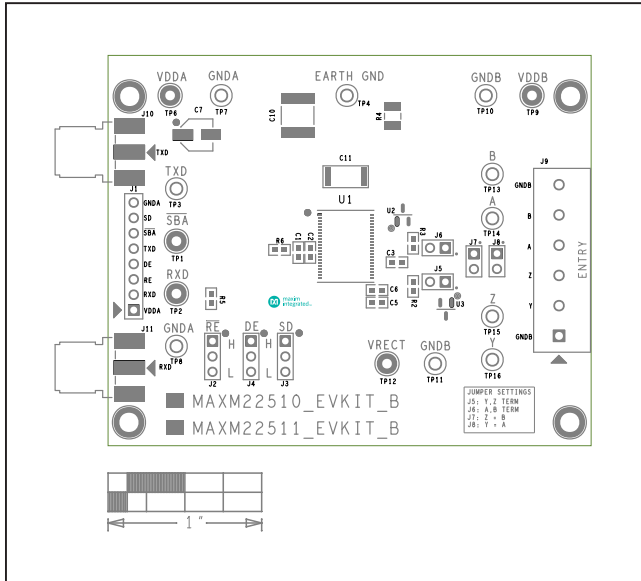 VDDA
GNDA
EARTH GND
GNDB
VDDB
J10
TP6
TP7
C7
C10
TP4
R4
TP10
TP9
TXD
J1
GNDA
SD
SBA
TXD
DE
RE
RXD
VDDA
TXD
TP3
SBA
TP1
RXD
TP2
R5
C11
U1
U2
R3
J6
R6
C1
C2
C3
J5
R2
U3
C6
C5
maxim
integrated
B
TP13
A
TP14
J7
J8
Z
TP15
Y
TP16
J9
GNDB
B
A
Z
Y
GNDB
ENTRY
J11
RXD
GNDA
TP8
RE
DE
SD
H
H
L
L
J2
J4
J3
VRECT
TP12
GNDB
TP11
MAXM22510_EVKIT_B
MAXM22511_EVKIT_B
JUMPER SETTINGS
J5: Y,Z TERM
J6: A,B TERM
J7: Z = B
J8: Y = A
1"